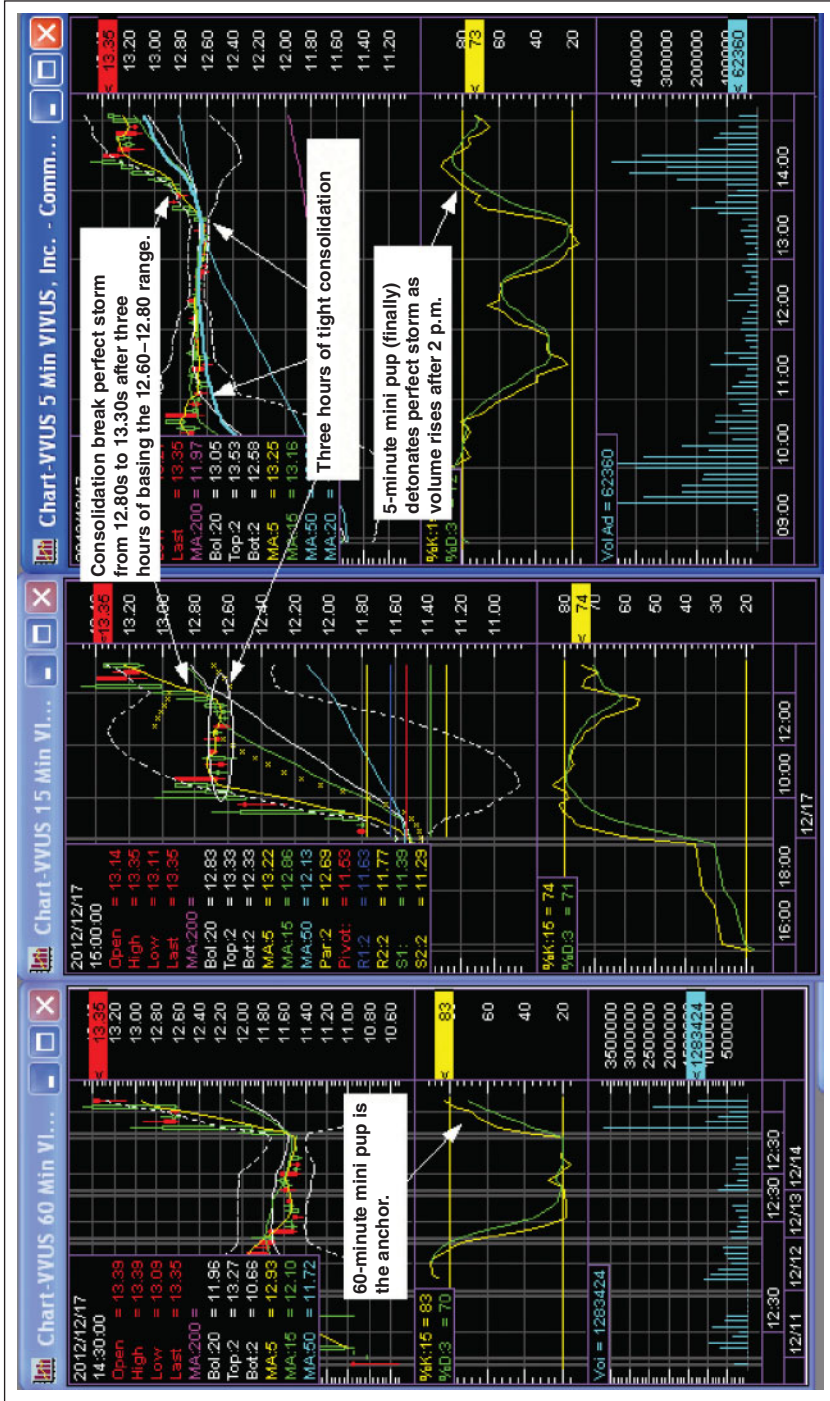 Chart-VVUS 60 Min VI...
2012/12/17
14:30:00
Open = 13.39
High = 13.39
Low = 13.09
Last = 13.35
MA:200 =
Bol:20 = 11.96
Top:2 = 13.27
Bot:2 = 10.66
MA:5 = 12.93
MA:15 = 12.10
MA:50 = 11.72
13.35
13.20
13.00
12.80
12.60
12.40
12.20
12.00
11.80
11.60
11.40
11.20
11.00
10.80
10.60
60-minute mini pup is
the anchor.
%K:15 = 83
%D:3 = 70
83
60
40
20
Vol = 1283424
3500000
3000000
2500000
2000000
1283424
1000000
500000
12:30 12:30 12:30
12/11 12/12 12/13 12/14
Chart-VVUS 15 Min VI...
2012/12/17
15:00:00
Open = 13.14
High = 13.35
Low = 13.11
Last = 13.35
MA:200 =
Bol:20 = 12.83
Top:2 = 13.33
Bot:2 = 12.33
MA:5 = 13.22
MA:15 = 12.86
MA:50 = 12.13
Par:2 = 12.69
Pivot: = 11.53
R1:2 = 11.63
R2:2 = 11.77
S1: = 11.39
S2:2 = 11.29
13.35
13.20
13.00
12.80
12.60
12.40
12.20
12.00
11.80
11.60
11.40
11.20
11.00
%K:15 = 74
%D:3 = 71
80
74
70
60
50
40
30
20
16:00 18:00 10:00 12:00
12/17
Chart-VVUS 5 Min VIVUS, Inc. - Comm...
Consolidation break perfect storm
from 12.80s to 13.30s after three
hours of basing the 12.60–12.80 range.
Last = 13.35
MA:200 = 11.97
Bol:20 = 13.05
Top:2 = 13.53
Bot:2 = 12.58
MA:5 = 13.25
MA:15 = 13.16
MA:50
MA:20
13.35
13.20
13.00
12.80
12.60
12.40
12.20
12.00
11.80
11.60
11.40
11.20
Three hours of tight consolidation
5-minute mini pup (finally)
detonates perfect storm as
volume rises after 2 p.m.
80
73
60
40
20
Vol Ad = 62360
400000
300000
200000
62360
09:00 10:00 11:00 12:00 13:00 14:00